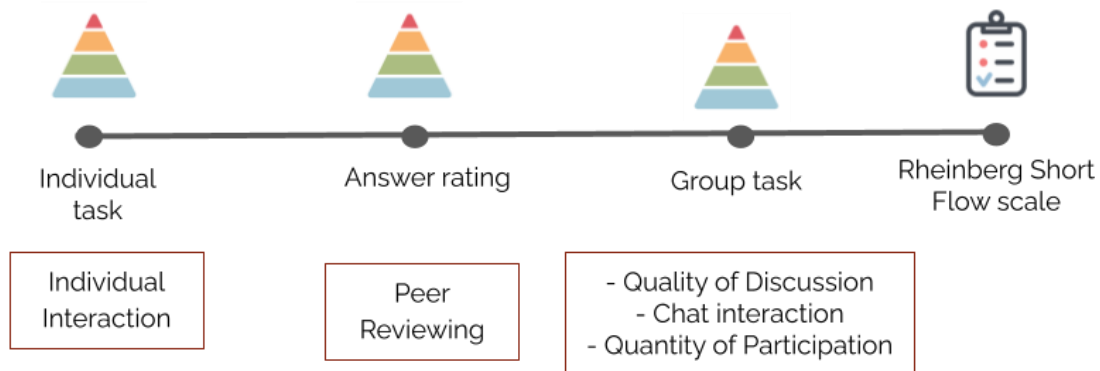 Individual
task
Answer rating
Group task
Rheinberg Short
Flow scale
Individual
Interaction
Peer
Reviewing
- Quality of Discussion
- Chat interaction
- Quantity of Participation